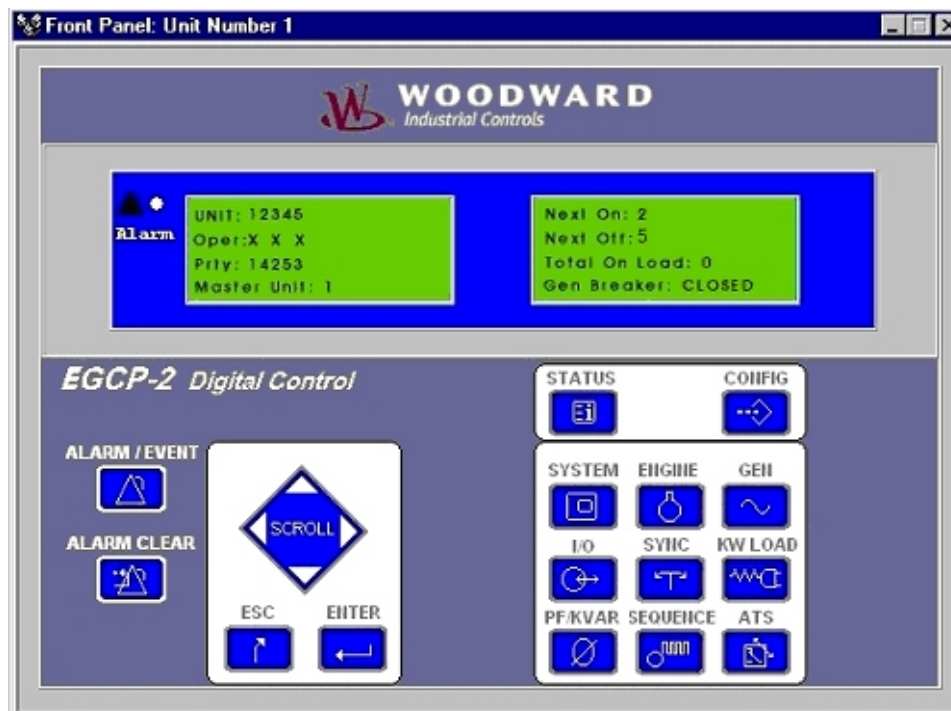 Front Panel: Unit Number 1
WOODWARD
Industrial Controls
Alarm
UNIT: 12345
Oper:X X X
Prty: 14253
Master Unit: 1
Next On: 2
Next Off:5
Total On Load: 0
Gen Breaker: CLOSED
EGCP-2 Digital Control
ALARM / EVENT
ALARM CLEAR
SCROLL
ESC ENTER
STATUS CONFIG
SYSTEM ENGINE GEN
I/O SYNC KW LOAD
PF/KVAR SEQUENCE ATS